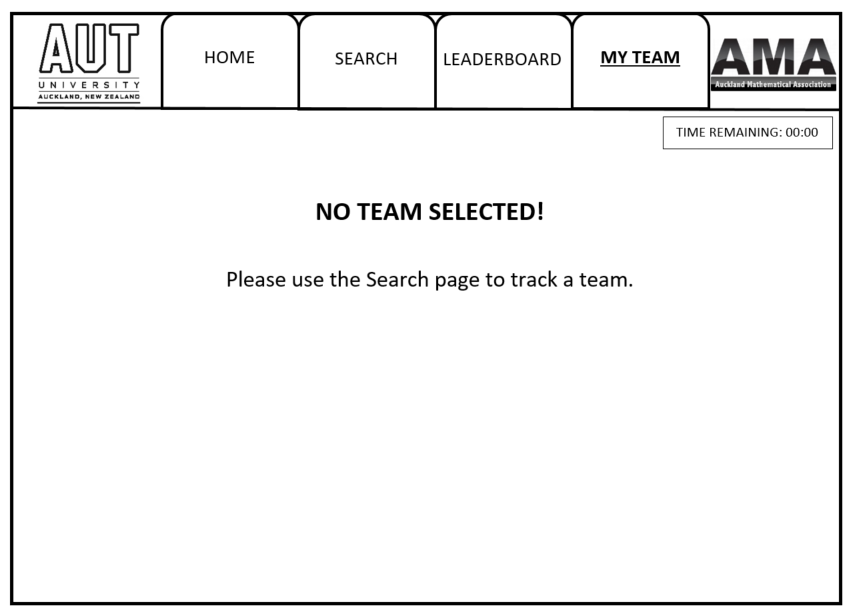 AUT
UNIVERSITY
AUCKLAND, NEW ZEALAND
HOME
SEARCH
LEADERBOARD
MY TEAM
AMA
Auckland Mathematical Association
TIME REMAINING: 00:00
NO TEAM SELECTED!
Please use the Search page to track a team.